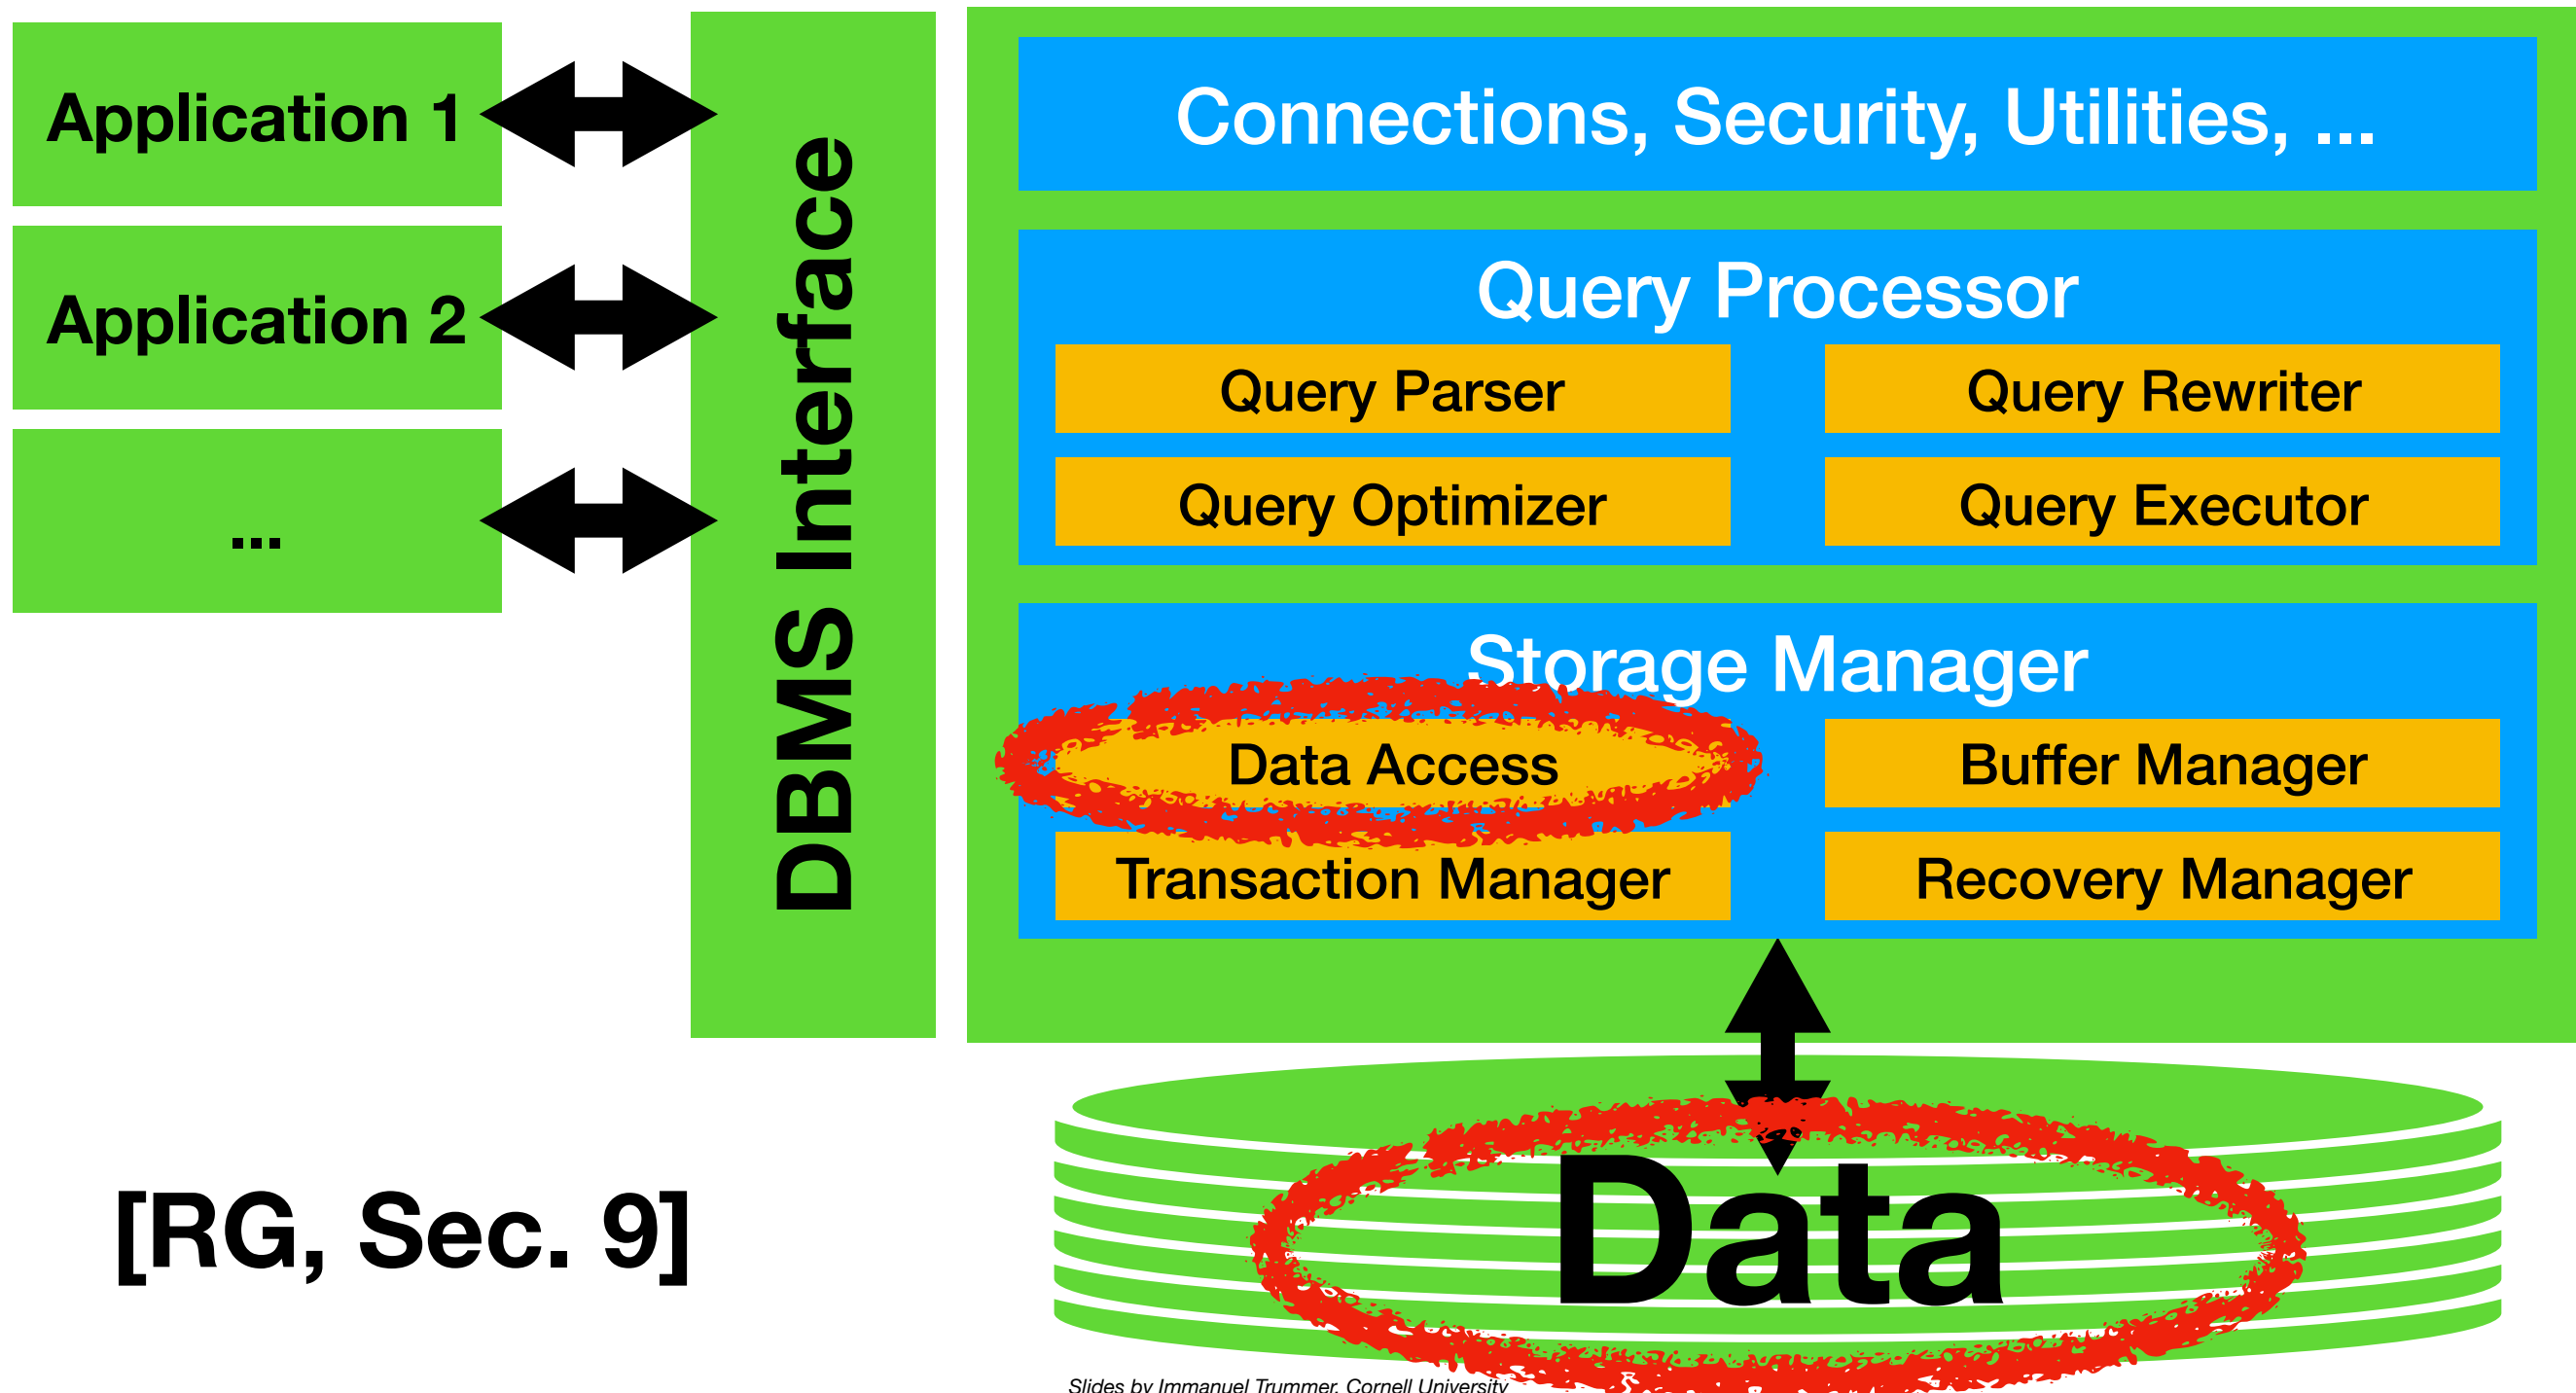 Application 1
Application 2
...
DBMS Interface
Connections, Security, Utilities, ...
Query Processor
Query Parser
Query Rewriter
Query Optimizer
Query Executor
Storage Manager
Data Access
Buffer Manager
Transaction Manager
Recovery Manager
Data
[RG, Sec. 9]
Slides by Immanuel Trummer, Cornell University